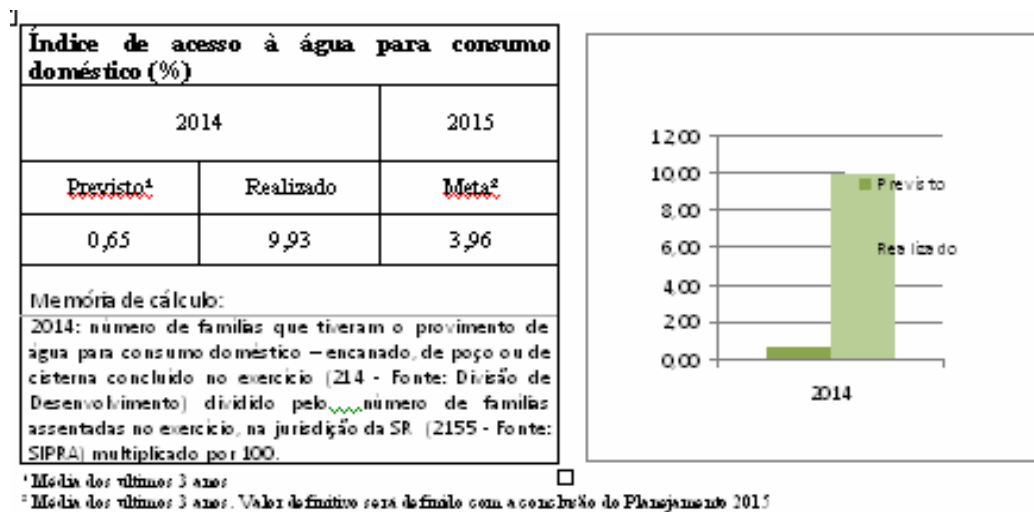 Índice de acesso à água para consumo
doméstico (%)
2014 2015
Previsto¹ Realizado Meta²
0,65 9,93 3,96
Memória de cálculo:
2014: número de famílias que tiveram o provimento de
água para consumo doméstico – encanado, de poço ou de
cisterna concluído no exercício (214 - Fonte: Divisão de
Desenvolvimento) dividido pelo número de famílias
assentadas no exercício, na jurisdição da SR (2155 - Fonte:
SIPRA) multiplicado por 100.
¹ Média dos últimos 3 anos
² Média dos últimos 3 anos. Valor definitivo será definido com a conclusão do Planejamento 2015
12,00
10,00
8,00
6,00
4,00
2,00
0,00
2014
Previsto
Realizado